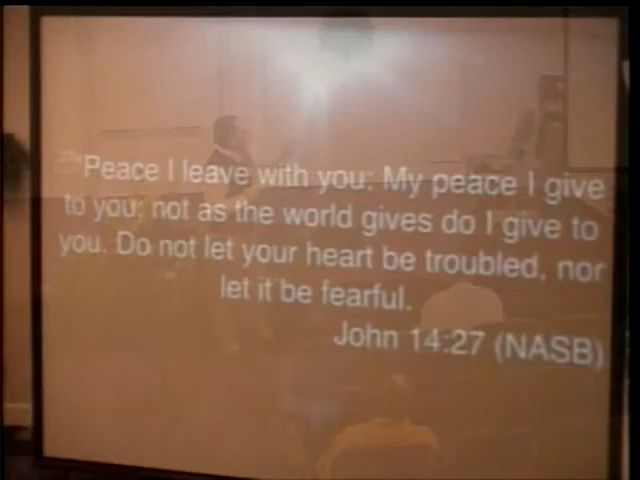 Peace I leave with you; My peace I give
to you; not as the world gives do I give to
you. Do not let your heart be troubled, nor
let it be fearful.
John 14:27 (NASB)